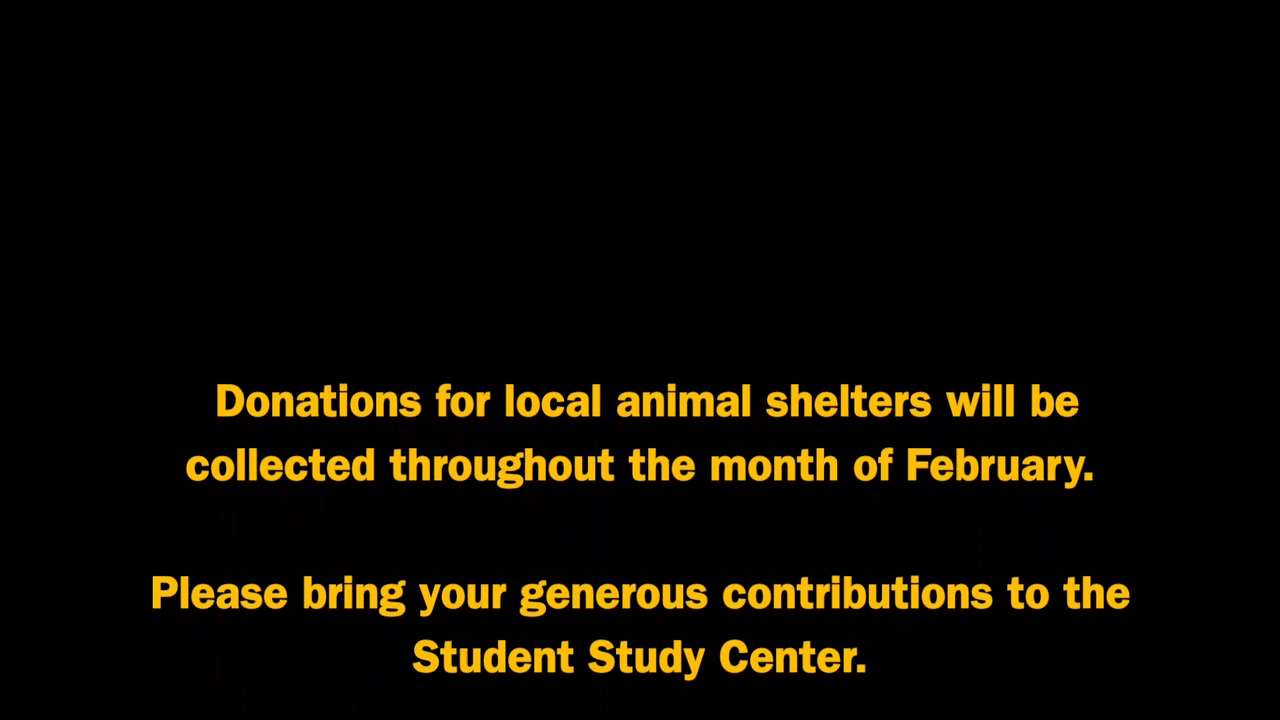 Donations for local animal shelters will be
collected throughout the month of February.
Please bring your generous contributions to the
Student Study Center.